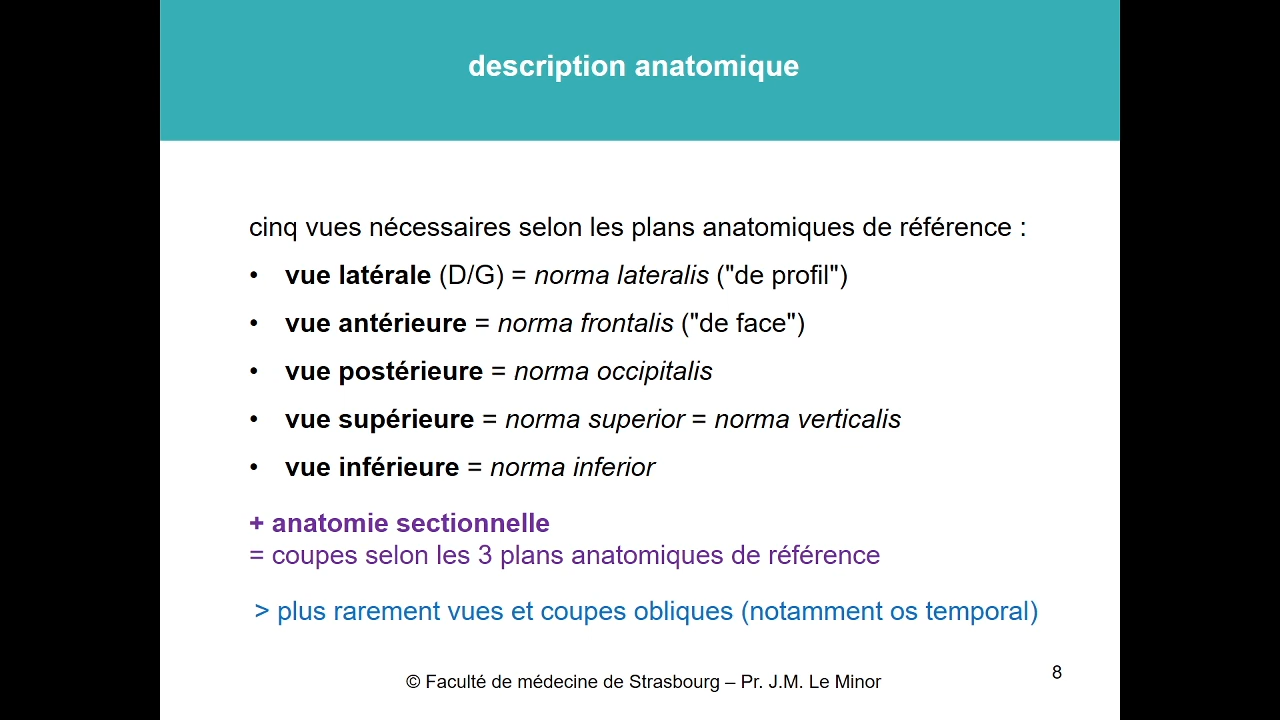 description anatomique
cinq vues nécessaires selon les plans anatomiques de référence :
• vue latérale (D/G) = norma lateralis ("de profil")
• vue antérieure = norma frontalis ("de face")
• vue postérieure = norma occipitalis
• vue supérieure = norma superior = norma verticalis
• vue inférieure = norma inferior
+ anatomie sectionnelle
= coupes selon les 3 plans anatomiques de référence
> plus rarement vues et coupes obliques (notamment os temporal)
© Faculté de médecine de Strasbourg – Pr. J.M. Le Minor
8